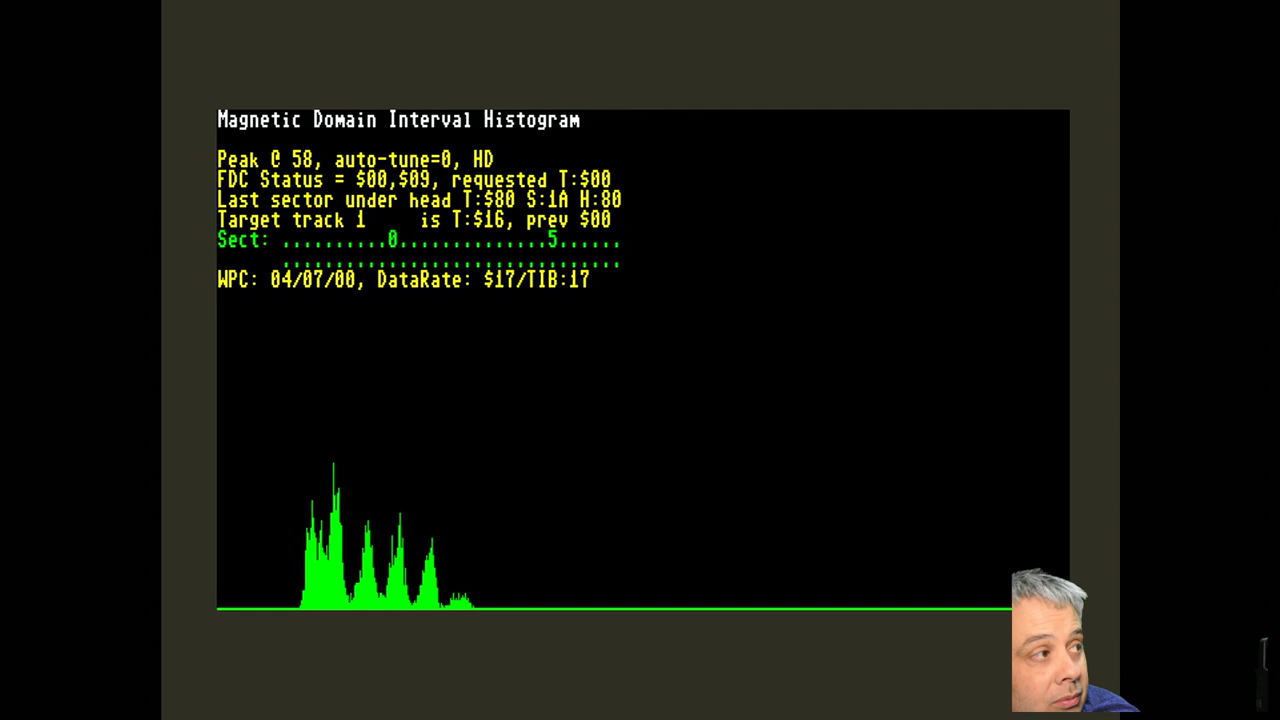 Magnetic Domain Interval Histogram
Peak @ 58, auto-tune=0, HD
FDC Status = $00,$09, requested T:$00
Last sector under head T:$80 S:1A H:80
Target track 1     is T:$16, prev $00
Sect: ..........0..............5......
................................
WPC: 04/07/00, DataRate: $17/TIB:17